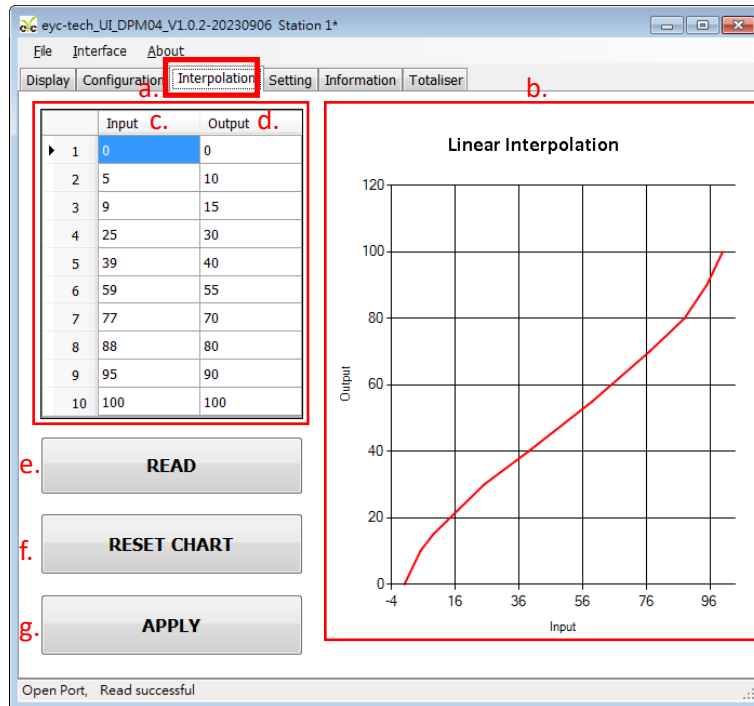 eyc eyc-tech_UI_DPM04_V1.0.2-20230906 Station 1*
File Interface About
Display Configuration Interpolation Setting Information Totaliser
a. b.
Input c. Output d.
1 0 0
2 5 10
3 9 15
4 25 30
5 39 40
6 59 55
7 77 70
8 88 80
9 95 90
10 100 100
e. READ
f. RESET CHART
g. APPLY
Linear Interpolation
120
100
80
60
40
20
0
Output
-4 16 36 56 76 96
Input
Open Port, Read successful